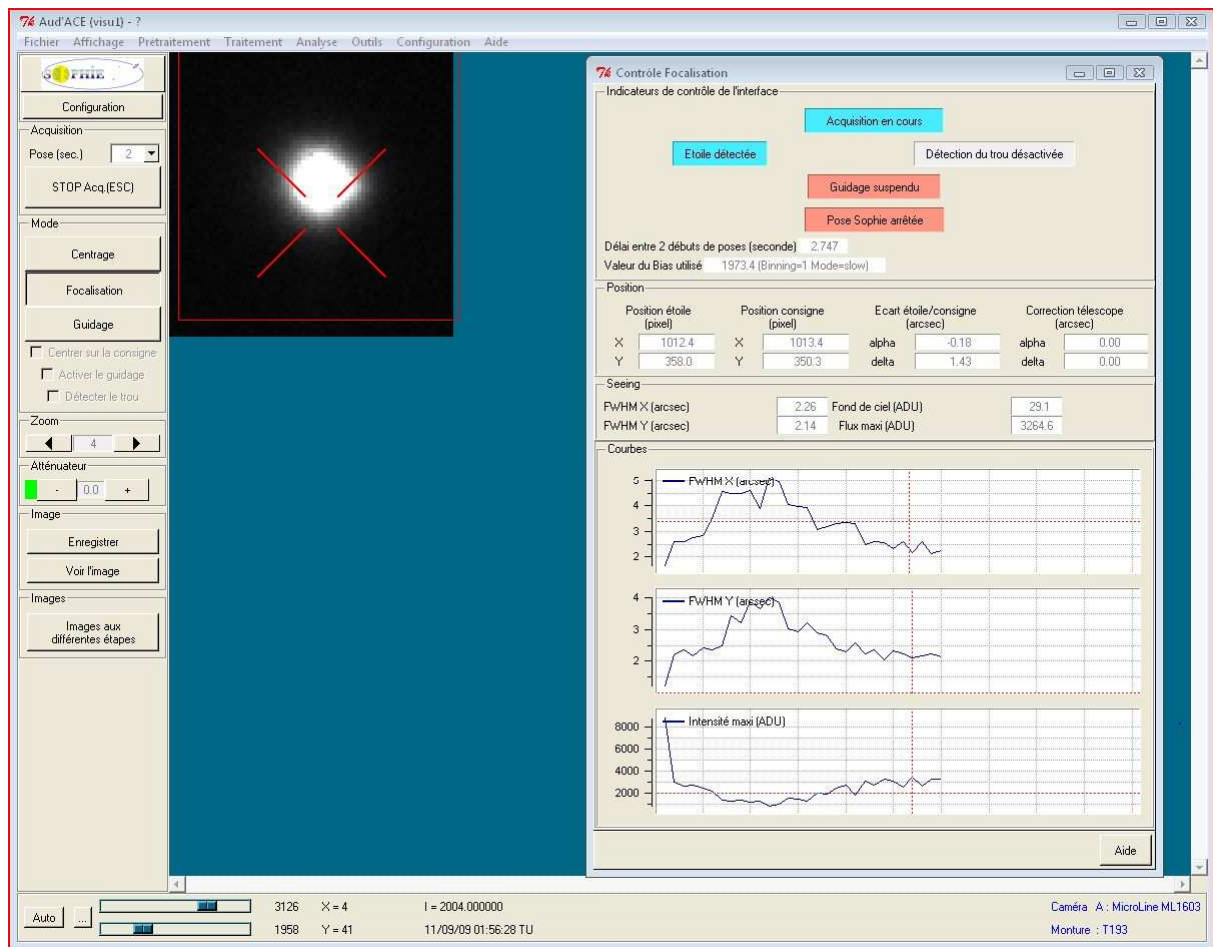 Aud'ACE (visu1) - ?
Fichier Affichage Prétraitement Traitement Analyse Outils Configuration Aide
SOPHIE
Configuration
Acquisition
Pose (sec.) 2
STOP Acq.(ESC)
Mode
Centrage
Focalisation
Guidage
Centrer sur la consigne
Activer le guidage
Détecter le trou
Zoom
4
Atténuateur
- 0.0 +
Image
Enregistrer
Voir l'image
Images
Images aux
différentes étapes
Contrôle Focalisation
Indicateurs de contrôle de l'interface
Acquisition en cours
Etoile détectée Détection du trou désactivée
Guidage suspendu
Pose Sophie arrêtée
Délai entre 2 débuts de poses (seconde) 2.747
Valeur du Bias utilisé 1973.4 (Binning=1 Mode=slow)
Position
Position étoile Position consigne Ecart étoile/consigne Correction télescope
(pixel) (pixel) (arcsec) (arcsec)
X 1012.4 X 1013.4 alpha -0.18 alpha 0.00
Y 358.0 Y 350.3 delta 1.43 delta 0.00
Seeing
FWHM X (arcsec) 2.26 Fond de ciel (ADU) 29.1
FWHM Y (arcsec) 2.14 Flux maxi (ADU) 3264.6
Courbes
5 FWHM X (arcsec)
4
3
2
4 FWHM Y (arcsec)
3
2
8000 Intensité maxi (ADU)
6000
4000
2000
Aide
Auto ... 3126 X = 4 I = 2004.000000 Caméra A : MicroLine ML1603
1958 Y = 41 11/09/09 01:56:28 TU Monture : T193